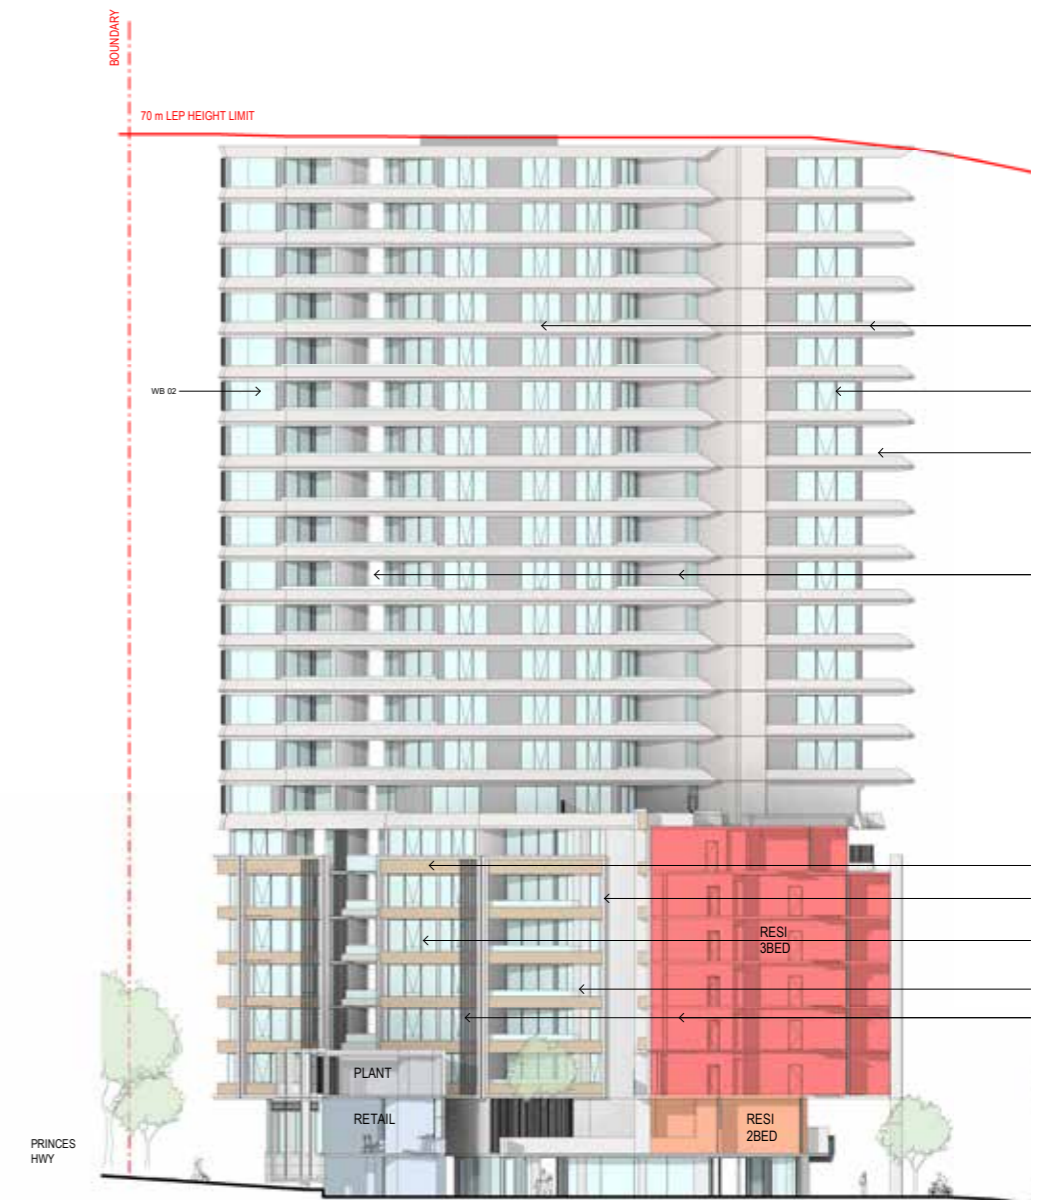 BOUNDARY
70 m LEP HEIGHT LIMIT
WB 02
RESI
3BED
PLANT
RETAIL
RESI
2BED
PRINCES
HWY